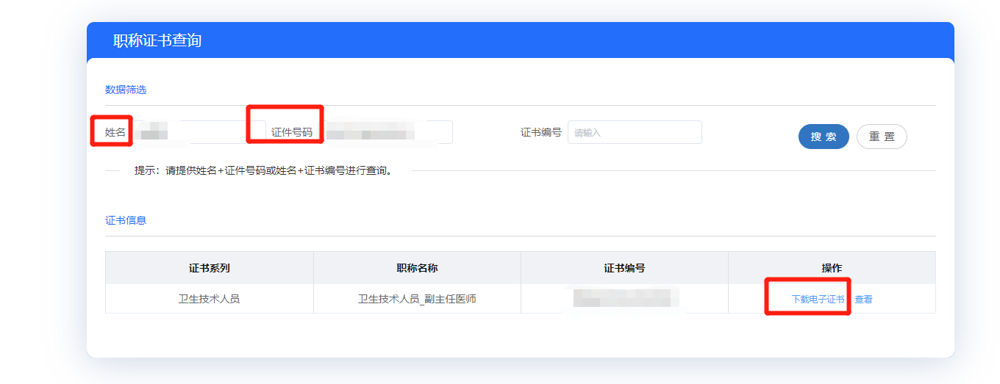 职称证书查询
数据筛选
姓名 证件号码 证书编号 请输入 搜索 重置
提示：请提供姓名+证件号码或姓名+证书编号进行查询。
证书信息
证书系列 职称名称 证书编号 操作
卫生技术人员 卫生技术人员_副主任医师 下载电子证书 查看